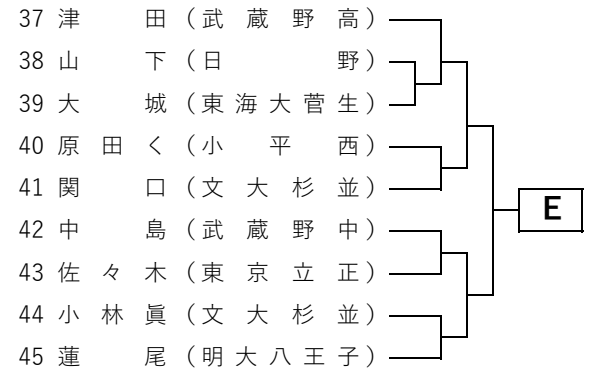 37 津田（武蔵野高）
38 山下（日野）
39 大城（東海大菅生）
40 原田く（小平西）
41 関口（文大杉並）
42 中島（武蔵野中）
43 佐々木（東京立正）
44 小林眞（文大杉並）
45 蓮尾（明大八王子）
E